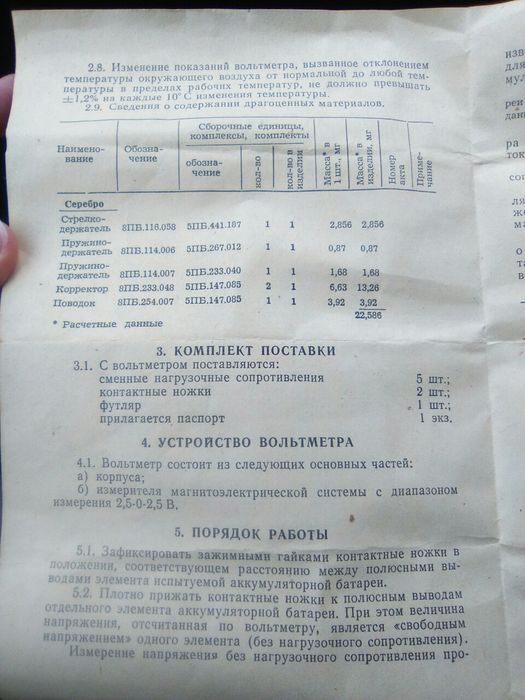 2.8. Изменение показаний вольтметра, вызванное отклонением
температуры окружающего воздуха от нормальной до любой тем-
пературы в пределах рабочих температур, не должно превышать
±1,2% на каждые 10°С изменения температуры.
2.9. Сведения о содержании драгоценных материалов.
Наимено-
вание
Обозна-
чение
Сборочные единицы,
комплексы, комплекты
обозна-
чение
кол-во
кол-во в
изделии
Масса* в
1 шт., мг
Масса* в
изделии, мг
Номер
акта
Приме-
чание
Серебро
Стрелко-
держатель 8ПБ.116.058 5ПБ.441.187 1 1 2,856 2,856
Пружино-
держатель 8ПБ.114.006 5ПБ.267.012 1 1 0,87 0,87
Пружино-
держатель 8ПБ.114.007 5ПБ.233.040 1 1 1,68 1,68
Корректор 8ПБ.233.048 5ПБ.147.085 2 1 6,63 13,26
Поводок 8ПБ.254.007 5ПБ.147.085 1 1 3,92 3,92
22,586
* Расчетные данные
3. КОМПЛЕКТ ПОСТАВКИ
3.1. С вольтметром поставляются:
сменные нагрузочные сопротивления 5 шт.;
контактные ножки 2 шт.;
футляр 1 шт.;
прилагается паспорт 1 экз.
4. УСТРОЙСТВО ВОЛЬТМЕТРА
4.1. Вольтметр состоит из следующих основных частей:
а) корпуса;
б) измерителя магнитоэлектрической системы с диапазоном
измерения 2,5-0-2,5 В.
5. ПОРЯДОК РАБОТЫ
5.1. Зафиксировать зажимными гайками контактные ножки в
положении, соответствующем расстоянию между полюсными вы-
водами элемента испытуемой аккумуляторной батареи.
5.2. Плотно прижать контактные ножки к полюсным выводам
отдельного элемента аккумуляторной батареи. При этом величина
напряжения, отсчитанная по вольтметру, является «свободным
напряжением» одного элемента (без нагрузочного сопротивления).
Измерение напряжения без нагрузочного сопротивления про-